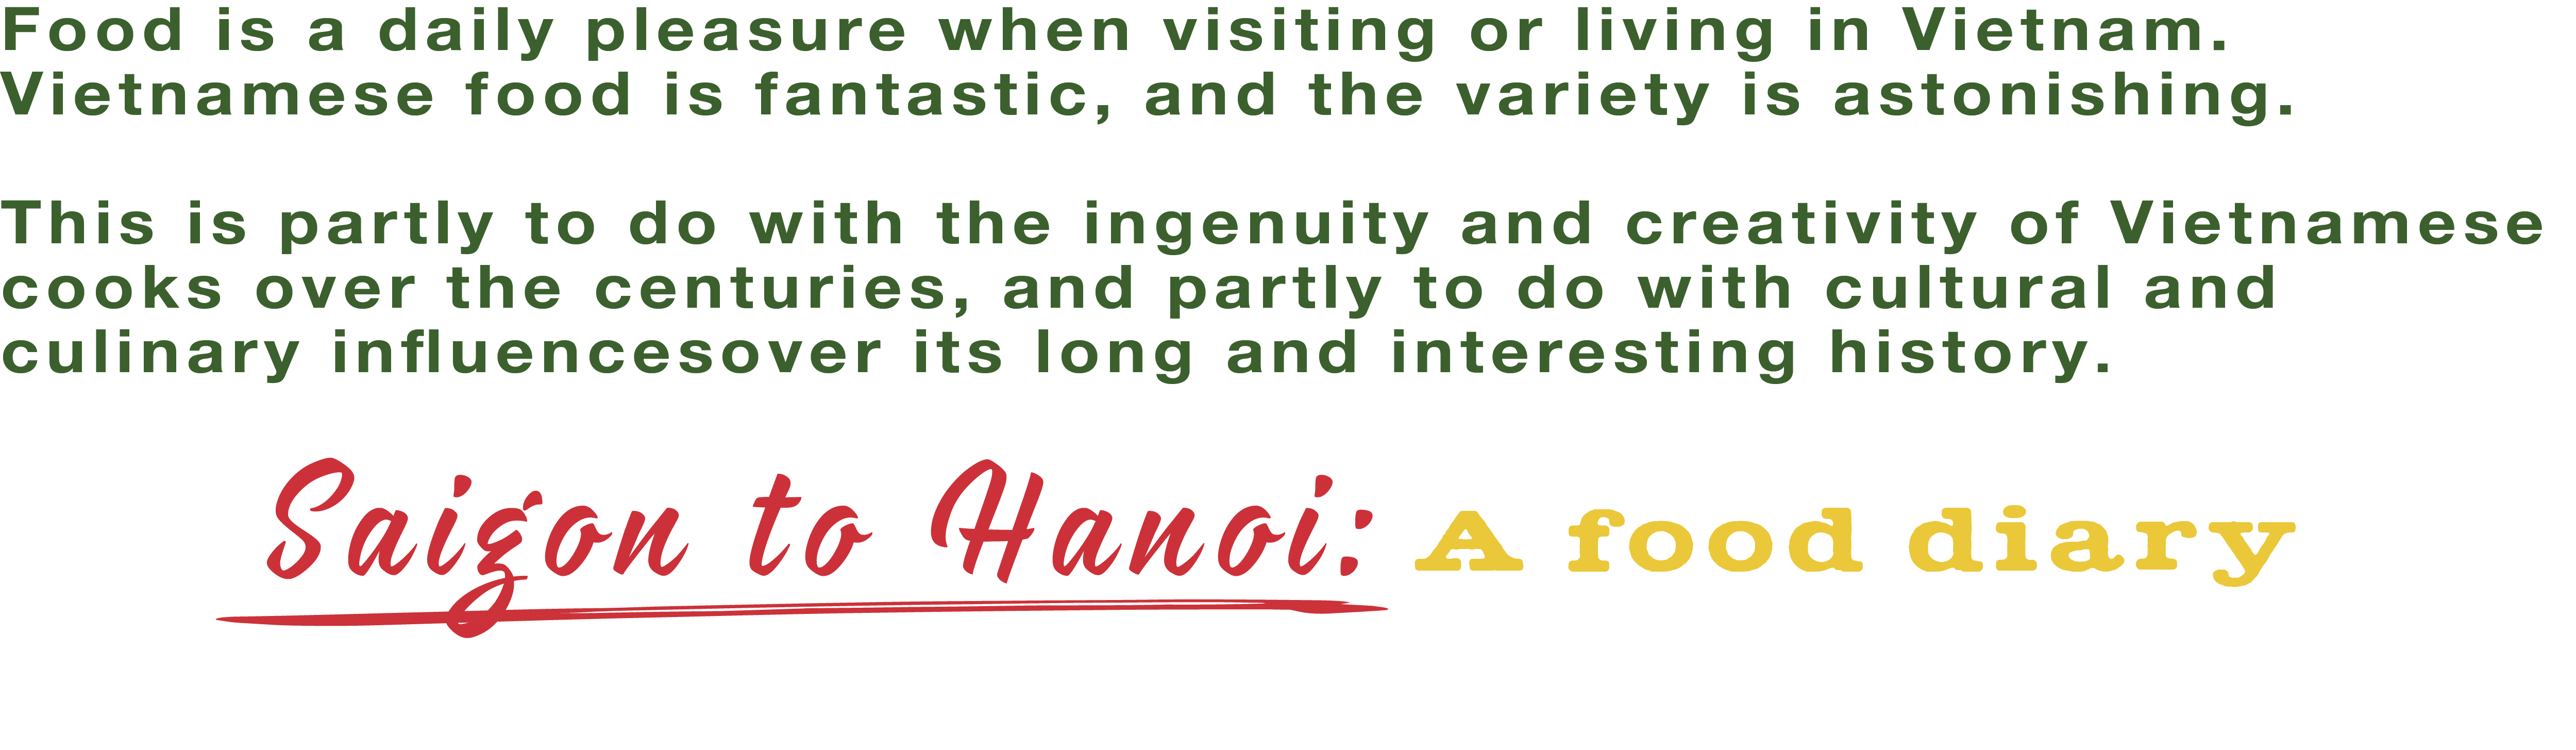 Food is a daily pleasure when visiting or living in Vietnam.
Vietnamese food is fantastic, and the variety is astonishing.
This is partly to do with the ingenuity and creativity of Vietnamese
cooks over the centuries, and partly to do with cultural and
culinary influencesover its long and interesting history.
Saigon to Hanoi: A food diary